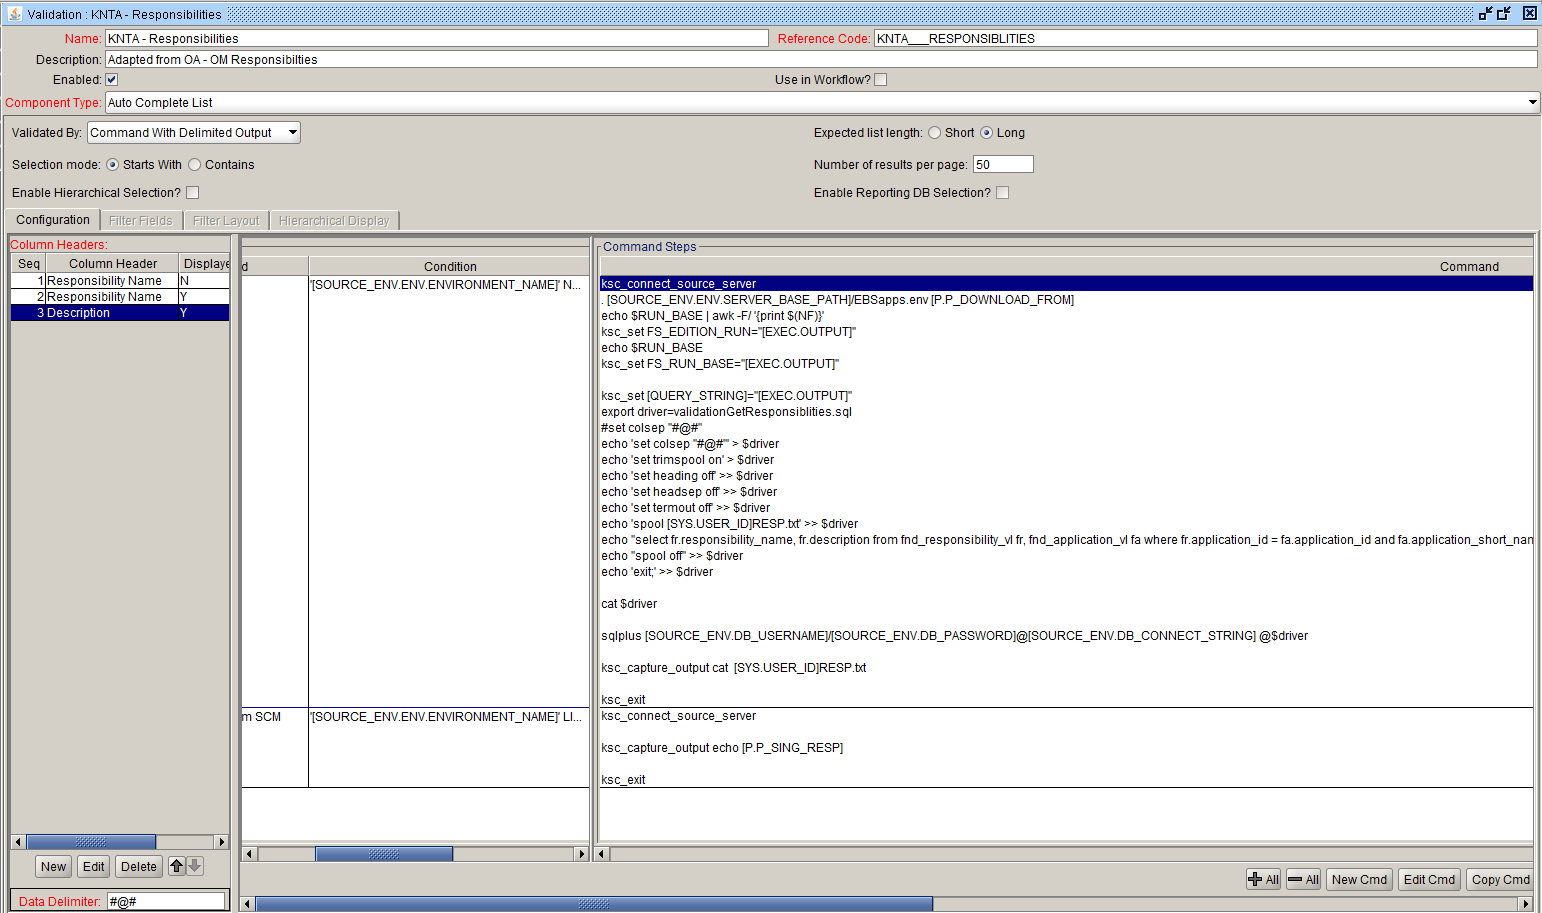 Validation : KNTA - Responsibilities
Name: KNTA - Responsibilities Reference Code: KNTA___RESPONSIBLITIES
Description: Adapted from OA - OM Responsibilties
Enabled: Use in Workflow?
Component Type: Auto Complete List
Validated By: Command With Delimited Output Expected list length: Short Long
Selection mode: Starts With Contains Number of results per page: 50
Enable Hierarchical Selection? Enable Reporting DB Selection?
Configuration Filter Fields Filter Layout Hierarchical Display
Column Headers:
Seq Column Header Displaye
1 Responsibility Name N
2 Responsibility Name Y
3 Description Y
New Edit Delete
Data Delimiter: #@#
d Condition
'[SOURCE_ENV.ENV.ENVIRONMENT_NAME]' N...
m SCM '[SOURCE_ENV.ENV.ENVIRONMENT_NAME]' LI...
Command Steps
Command
ksc_connect_source_server
. [SOURCE_ENV.ENV.SERVER_BASE_PATH]/EBSapps.env [P.P_DOWNLOAD_FROM]
echo $RUN_BASE | awk -F/ '{print $(NF)}'
ksc_set FS_EDITION_RUN="[EXEC.OUTPUT]"
echo $RUN_BASE
ksc_set FS_RUN_BASE="[EXEC.OUTPUT]"
ksc_set [QUERY_STRING]="[EXEC.OUTPUT]"
export driver=validationGetResponsiblities.sql
#set colsep "#@#"
echo 'set colsep "#@#"' > $driver
echo 'set trimspool on' > $driver
echo 'set heading off' >> $driver
echo 'set headsep off' >> $driver
echo 'set termout off' >> $driver
echo 'spool [SYS.USER_ID]RESP.txt' >> $driver
echo "select fr.responsibility_name, fr.description from fnd_responsibility_vl fr, fnd_application_vl fa where fr.application_id = fa.application_id and fa.application_short_nan
echo "spool off" >> $driver
echo 'exit;' >> $driver
cat $driver
sqlplus [SOURCE_ENV.DB_USERNAME]/[SOURCE_ENV.DB_PASSWORD]@[SOURCE_ENV.DB_CONNECT_STRING] @$driver
ksc_capture_output cat  [SYS.USER_ID]RESP.txt
ksc_exit
ksc_connect_source_server
ksc_capture_output echo [P.P_SING_RESP]
ksc_exit
All All New Cmd Edit Cmd Copy Cmd